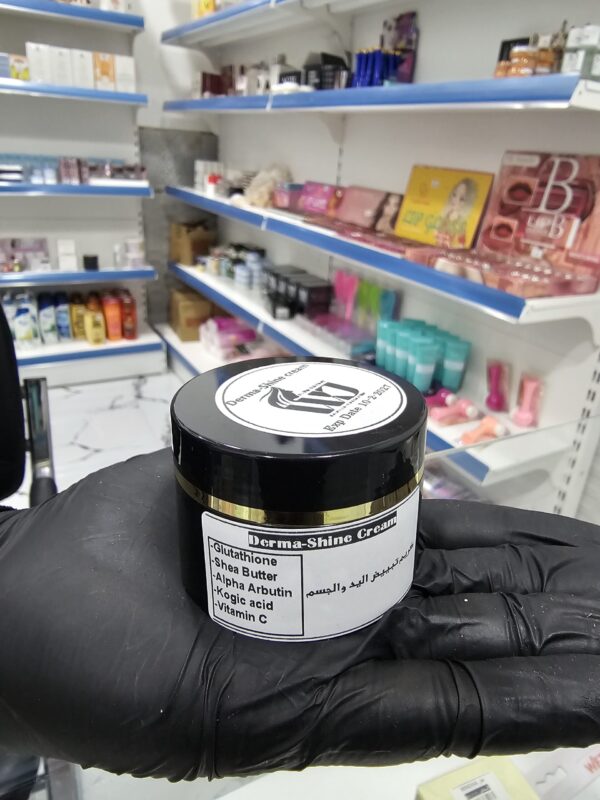 Derma-Shine cream
Exp Date 10-2-2027
Derma-Shine Cream
-Glutathione
-Shea Butter
-Alpha Arbutin
-Kogic acid
-Vitamin C
كريم تبييض اليد والجسم
B